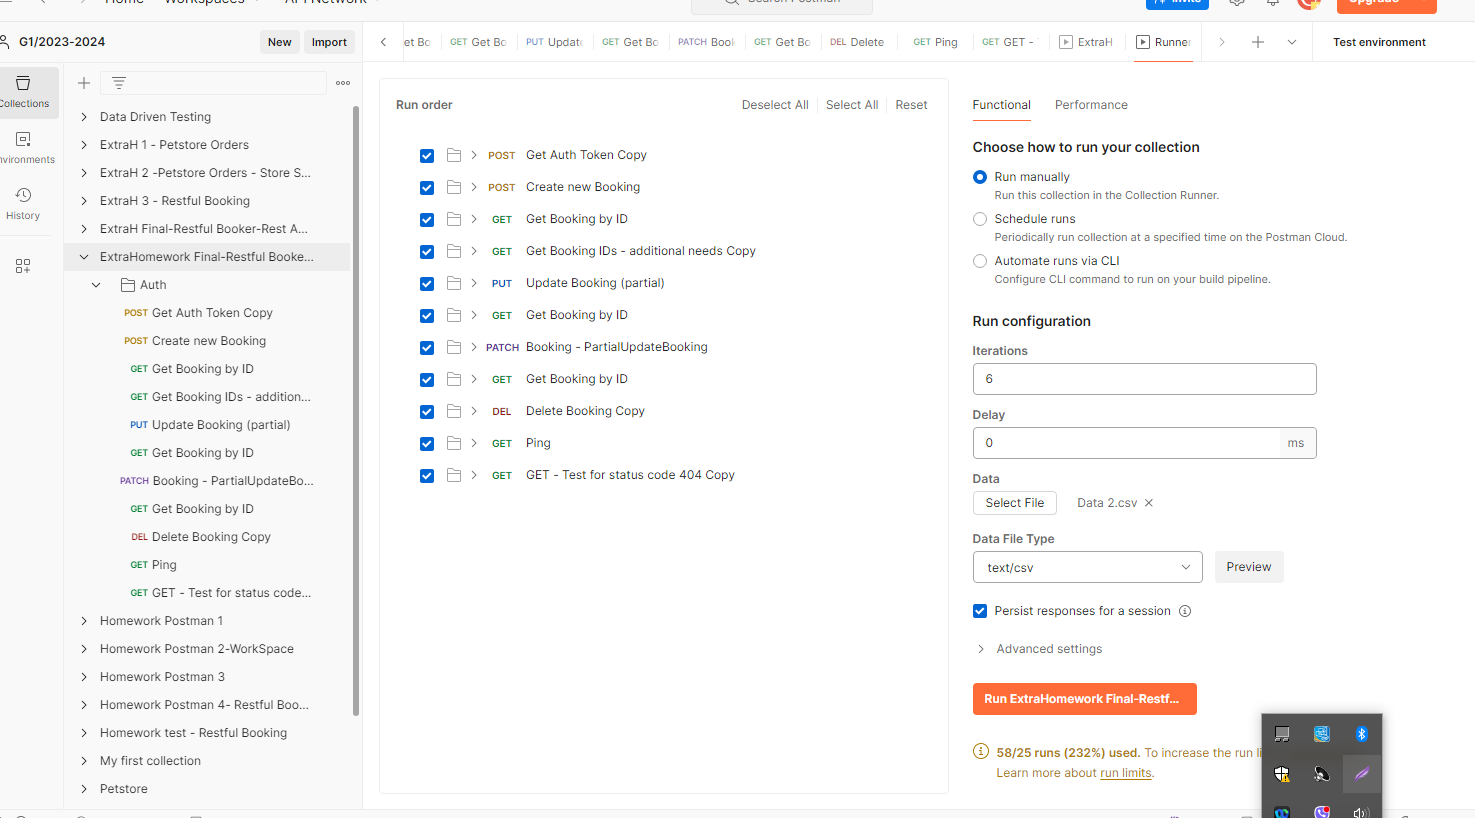 Home
Workspaces
API Network
Search Postman
Invite
Upgrade
G1/2023-2024
New
Import
et Bo
GET Get Bo
PUT Updat
GET Get Bo
PATCH Book
GET Get Bo
DEL Delete
GET Ping
GET GET -
ExtraH
Runner
Test environment
Collections
nvironments
History
Data Driven Testing
ExtraH 1 - Petstore Orders
ExtraH 2 -Petstore Orders - Store S...
ExtraH 3 - Restful Booking
ExtraH Final-Restful Booker-Rest A...
ExtraHomework Final-Restful Booke...
Auth
POST Get Auth Token Copy
POST Create new Booking
GET Get Booking by ID
GET Get Booking IDs - addition...
PUT Update Booking (partial)
GET Get Booking by ID
PATCH Booking - PartialUpdateBo...
GET Get Booking by ID
DEL Delete Booking Copy
GET Ping
GET GET - Test for status code...
Homework Postman 1
Homework Postman 2-WorkSpace
Homework Postman 3
Homework Postman 4- Restful Boo...
Homework test - Restful Booking
My first collection
Petstore
Run order
Deselect All
Select All
Reset
POST Get Auth Token Copy
POST Create new Booking
GET Get Booking by ID
GET Get Booking IDs - additional needs Copy
PUT Update Booking (partial)
GET Get Booking by ID
PATCH Booking - PartialUpdateBooking
GET Get Booking by ID
DEL Delete Booking Copy
GET Ping
GET GET - Test for status code 404 Copy
Functional
Performance
Choose how to run your collection
Run manually
Run this collection in the Collection Runner.
Schedule runs
Periodically run collection at a specified time on the Postman Cloud.
Automate runs via CLI
Configure CLI command to run on your build pipeline.
Run configuration
Iterations
6
Delay
0 ms
Data
Select File
Data 2.csv
Data File Type
text/csv
Preview
Persist responses for a session
Advanced settings
Run ExtraHomework Final-Restf...
58/25 runs (232%) used. To increase the run li
Learn more about run limits.